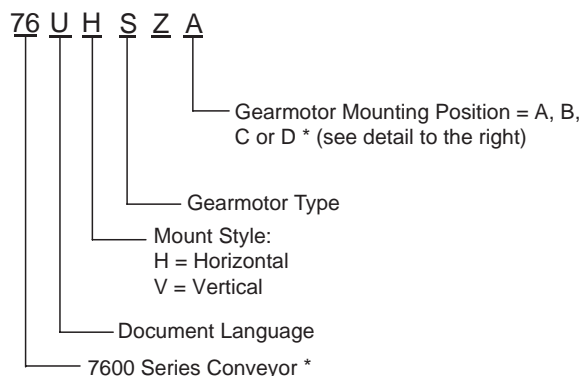 76 U H S Z A
Gearmotor Mounting Position = A, B,
C or D * (see detail to the right)
Gearmotor Type
Mount Style:
H = Horizontal
V = Vertical
Document Language
7600 Series Conveyor *